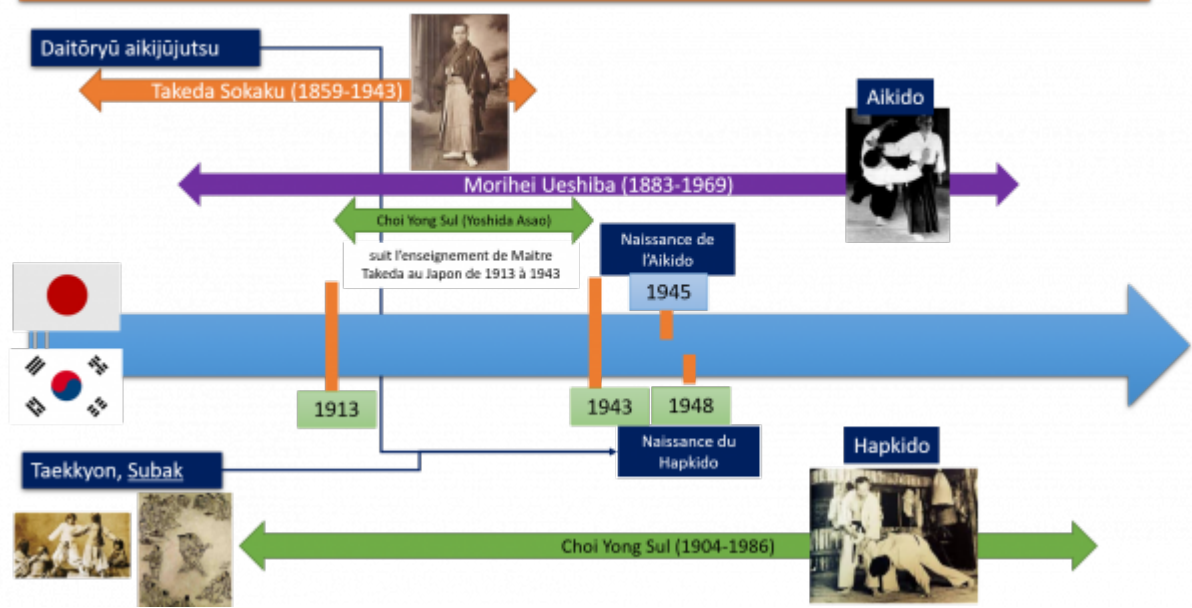 Daitōryū aikijūjutsu
Takeda Sokaku (1859-1943)
Aikido
Morihei Ueshiba (1883-1969)
Choi Yong Sul (Yoshida Asao)
suit l'enseignement de Maitre
Takeda au Japon de 1913 à 1943
Naissance de
l'Aikido
1945
1913
1943
1948
Naissance du
Hapkido
Hapkido
Taekkyon, Subak
Choi Yong Sul (1904-1986)